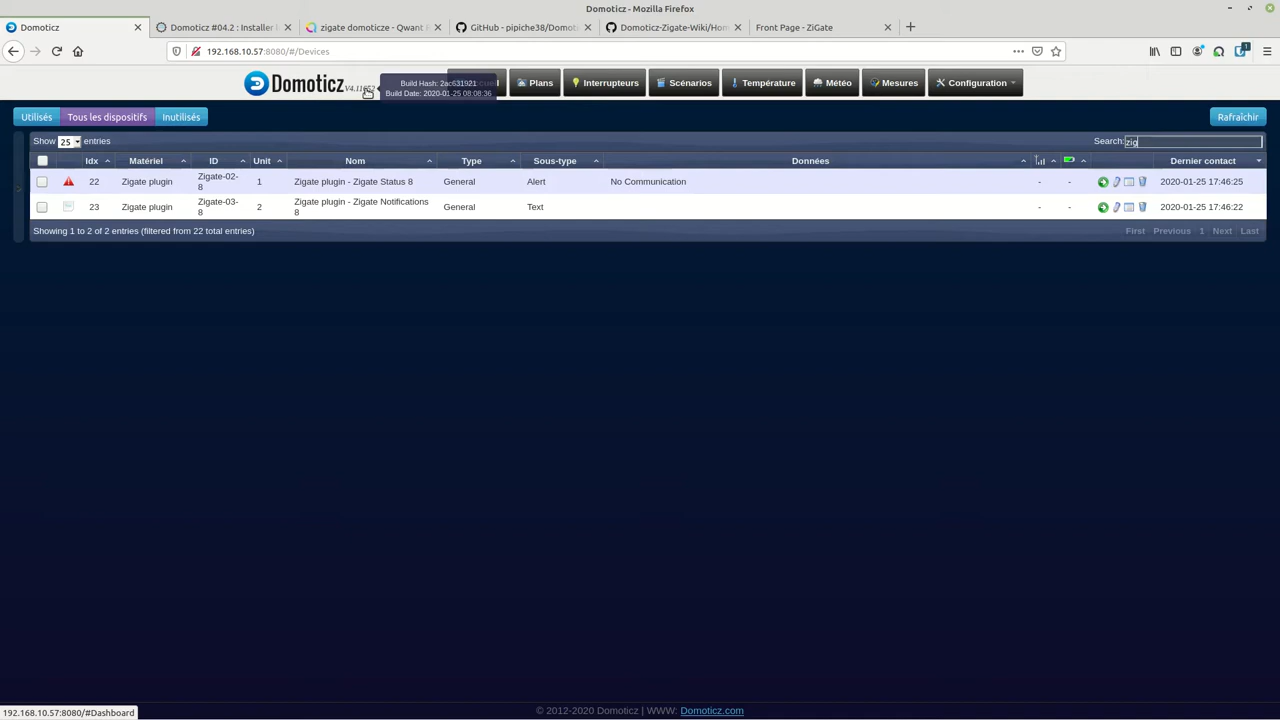 Domoticz - Mozilla Firefox
Domoticz
Domoticz #04.2 : Installer l
zigate domoticze - Qwant R
GitHub - pipiche38/Domoti
Domoticz-Zigate-Wiki/Hom
Front Page - ZiGate
192.168.10.57:8080/#/Devices
1
Domoticz
Build Hash: 2ac631921
Build Date: 2020-01-25 08:08:36
Plans
Interrupteurs
Scénarios
Température
Météo
Mesures
Configuration
Utilisés
Tous les dispositifs
Inutilisés
Rafraîchir
Show 25 entries
Search: zig
Idx Matériel ID Unit Nom Type Sous-type Données Dernier contact
22 Zigate plugin Zigate-02-8 1 Zigate plugin - Zigate Status 8 General Alert No Communication - - 2020-01-25 17:46:25
23 Zigate plugin Zigate-03-8 2 Zigate plugin - Zigate Notifications 8 General Text - - 2020-01-25 17:46:22
Showing 1 to 2 of 2 entries (filtered from 22 total entries)
First Previous 1 Next Last
© 2012-2020 Domoticz | WWW: Domoticz.com
192.168.10.57:8080/#Dashboard